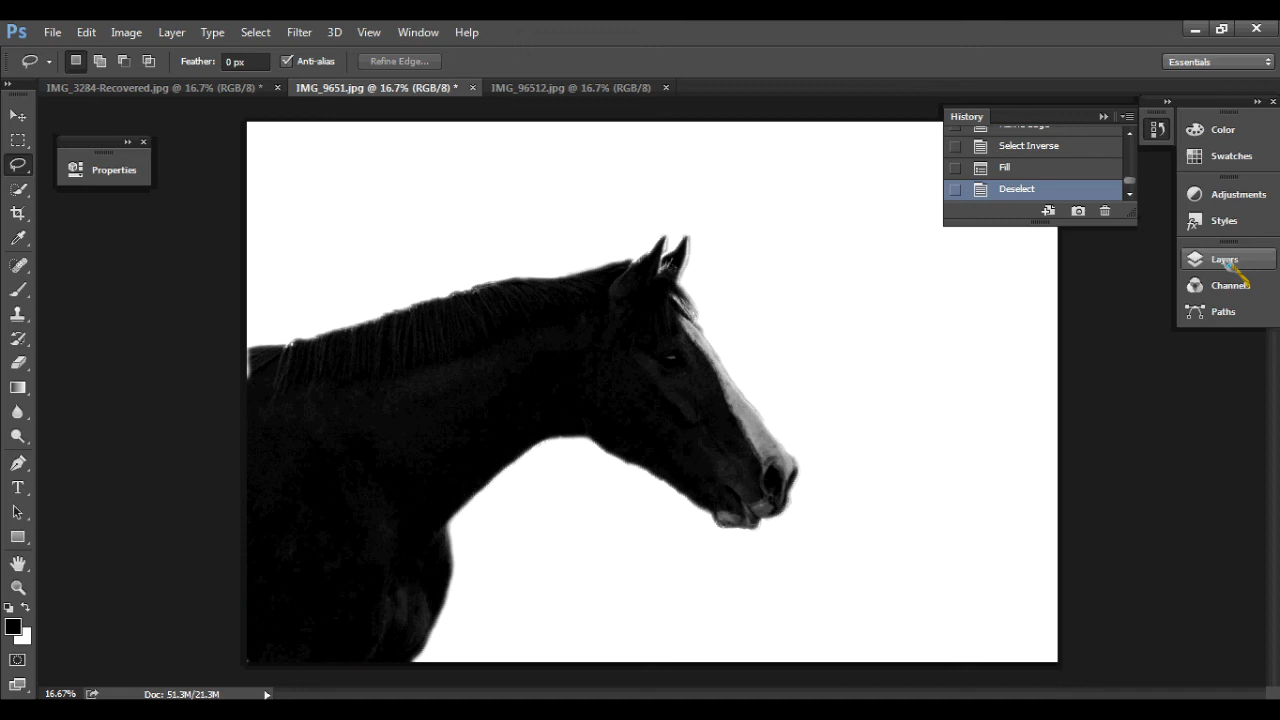 Ps File Edit Image Layer Type Select Filter 3D View Window Help
Feather: 0 px Anti-alias Refine Edge... Essentials
IMG_3284-Recovered.jpg @ 16.7% (RGB/8) * × IMG_9651.jpg @ 16.7% (RGB/8) * × IMG_96512.jpg @ 16.7% (RGB/8) ×
History
Select Inverse
Fill
Deselect
Properties
Color
Swatches
Adjustments
Styles
Layers
Channels
Paths
16.67% Doc: 51.3M/21.3M